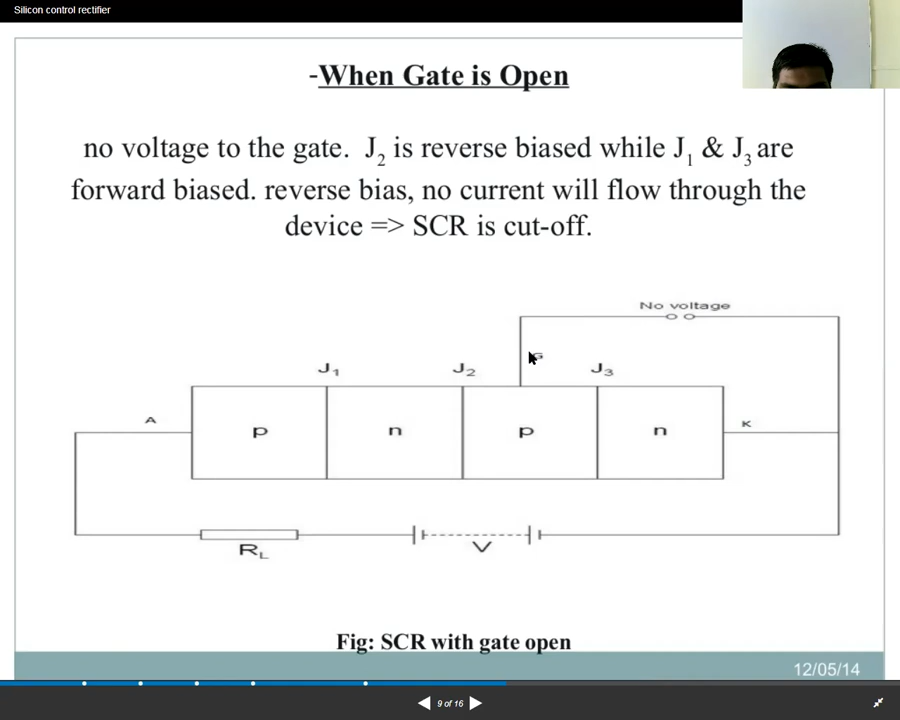 Silicon control rectifier
-When Gate is Open
no voltage to the gate. J2 is reverse biased while J1 & J3 are
forward biased. reverse bias, no current will flow through the
device => SCR is cut-off.
No voltage
G
J1 J2 J3
A
K
p n p n
RL
V
Fig: SCR with gate open
12/05/14
9 of 16